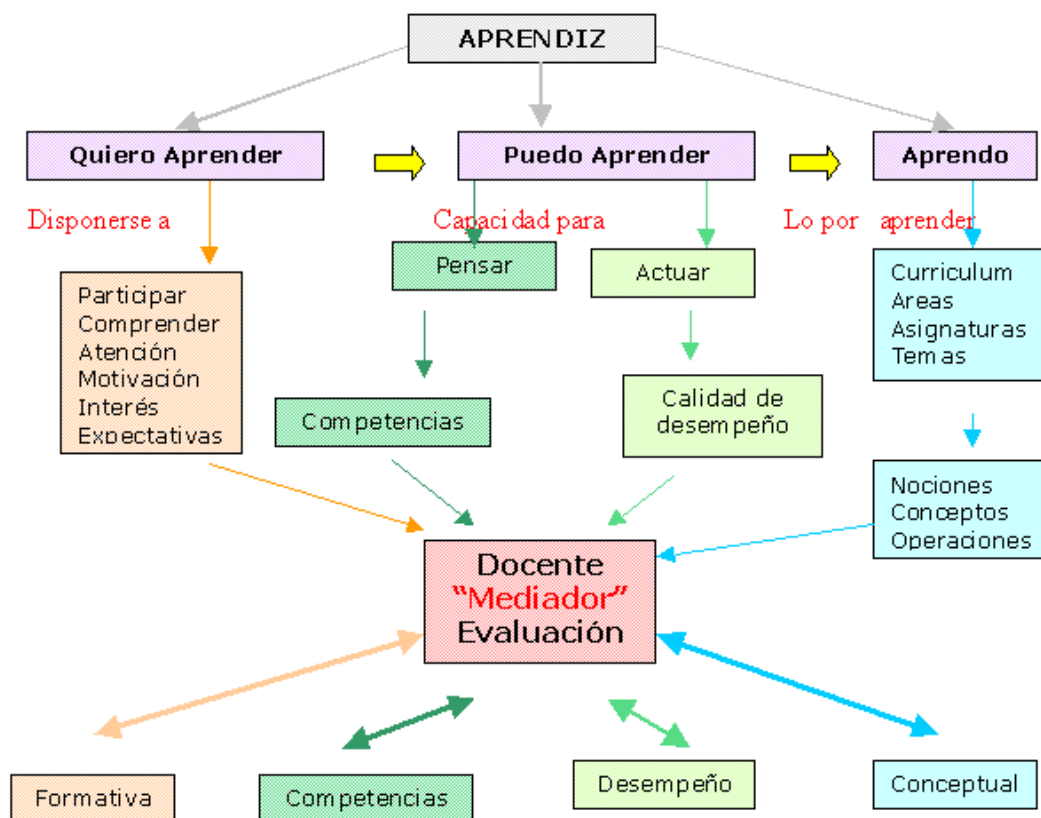 APRENDIZ
Quiero Aprender
Puedo Aprender
Aprendo
Disponerse a
Capacidad para
Lo por aprender
Pensar
Actuar
Participar
Comprender
Atención
Motivación
Interés
Expectativas
Curriculum
Areas
Asignaturas
Temas
Competencias
Calidad de
desempeño
Nociones
Conceptos
Operaciones
Docente
“Mediador”
Evaluación
Formativa
Competencias
Desempeño
Conceptual